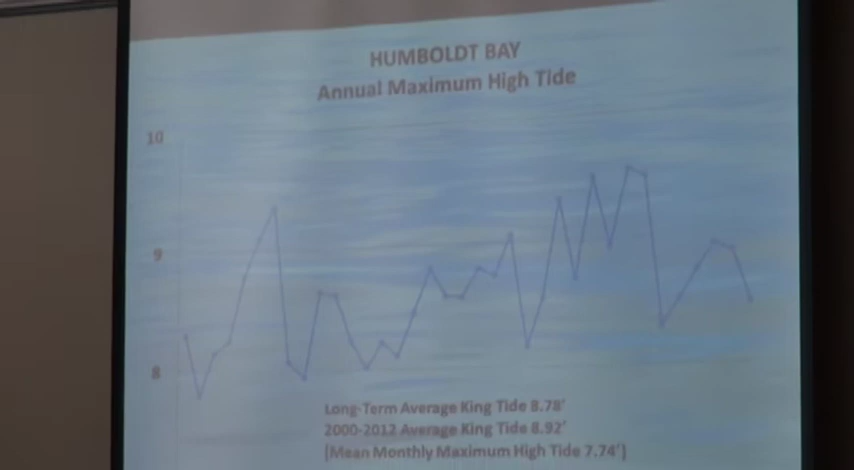 HUMBOLDT BAY
Annual Maximum High Tide
10
9
8
Long-Term Average King Tide 8.78'
2000-2012 Average King Tide 8.92'
(Mean Monthly Maximum High Tide 7.74')